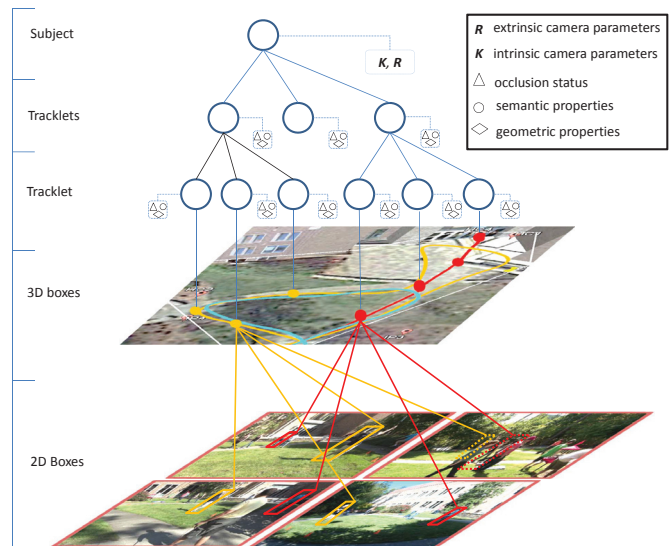 Subject
K, R
R extrinsic camera parameters
K intrinsic camera parameters
occlusion status
semantic properties
geometric properties
Tracklets
Tracklet
3D boxes
2D Boxes